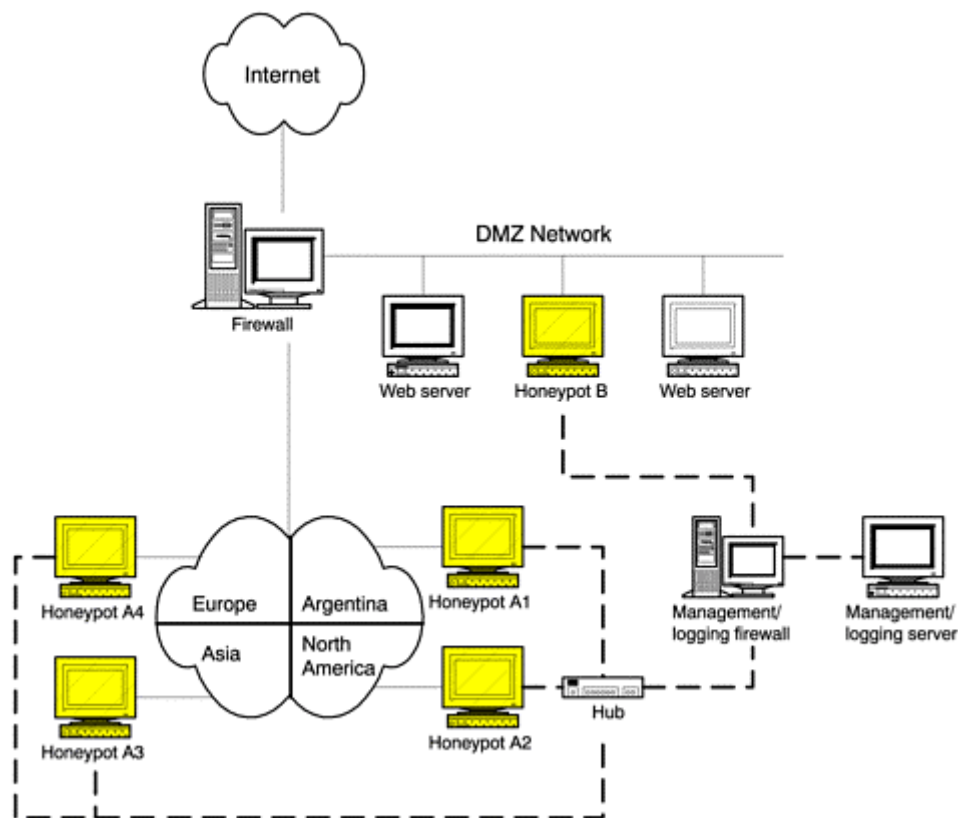 Internet
DMZ Network
Firewall
Web server
Honeypot B
Web server
Honeypot A4
Europe
Argentina
Honeypot A1
Management/
logging firewall
Management/
logging server
Asia
North
America
Honeypot A3
Honeypot A2
Hub